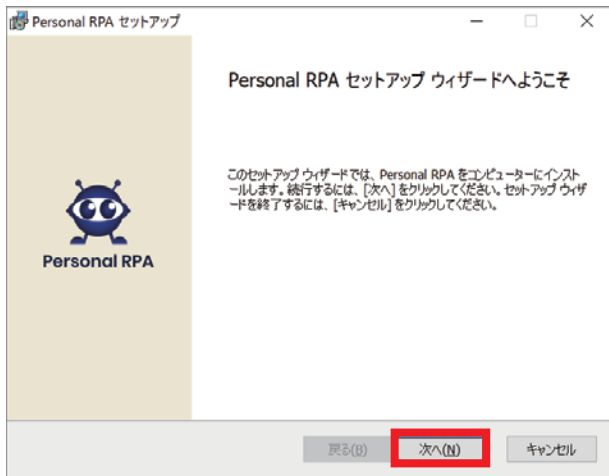 Personal RPA セットアップ
Personal RPA セットアップ ウィザードへようこそ
このセットアップ ウィザードでは、Personal RPA をコンピューターにインスト
ールします。続行するには、[次へ] をクリックしてください。セットアップ ウィザ
ードを終了するには、[キャンセル] をクリックしてください。
Personal RPA
戻る(B) 次へ(N) キャンセル